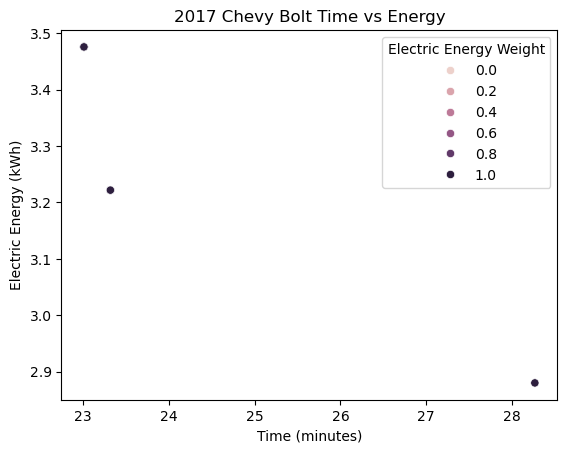 2017 Chevy Bolt Time vs Energy
Electric Energy (kWh)
3.5
3.4
3.3
3.2
3.1
3.0
2.9
Electric Energy Weight
0.0
0.2
0.4
0.6
0.8
1.0
23 24 25 26 27 28
Time (minutes)